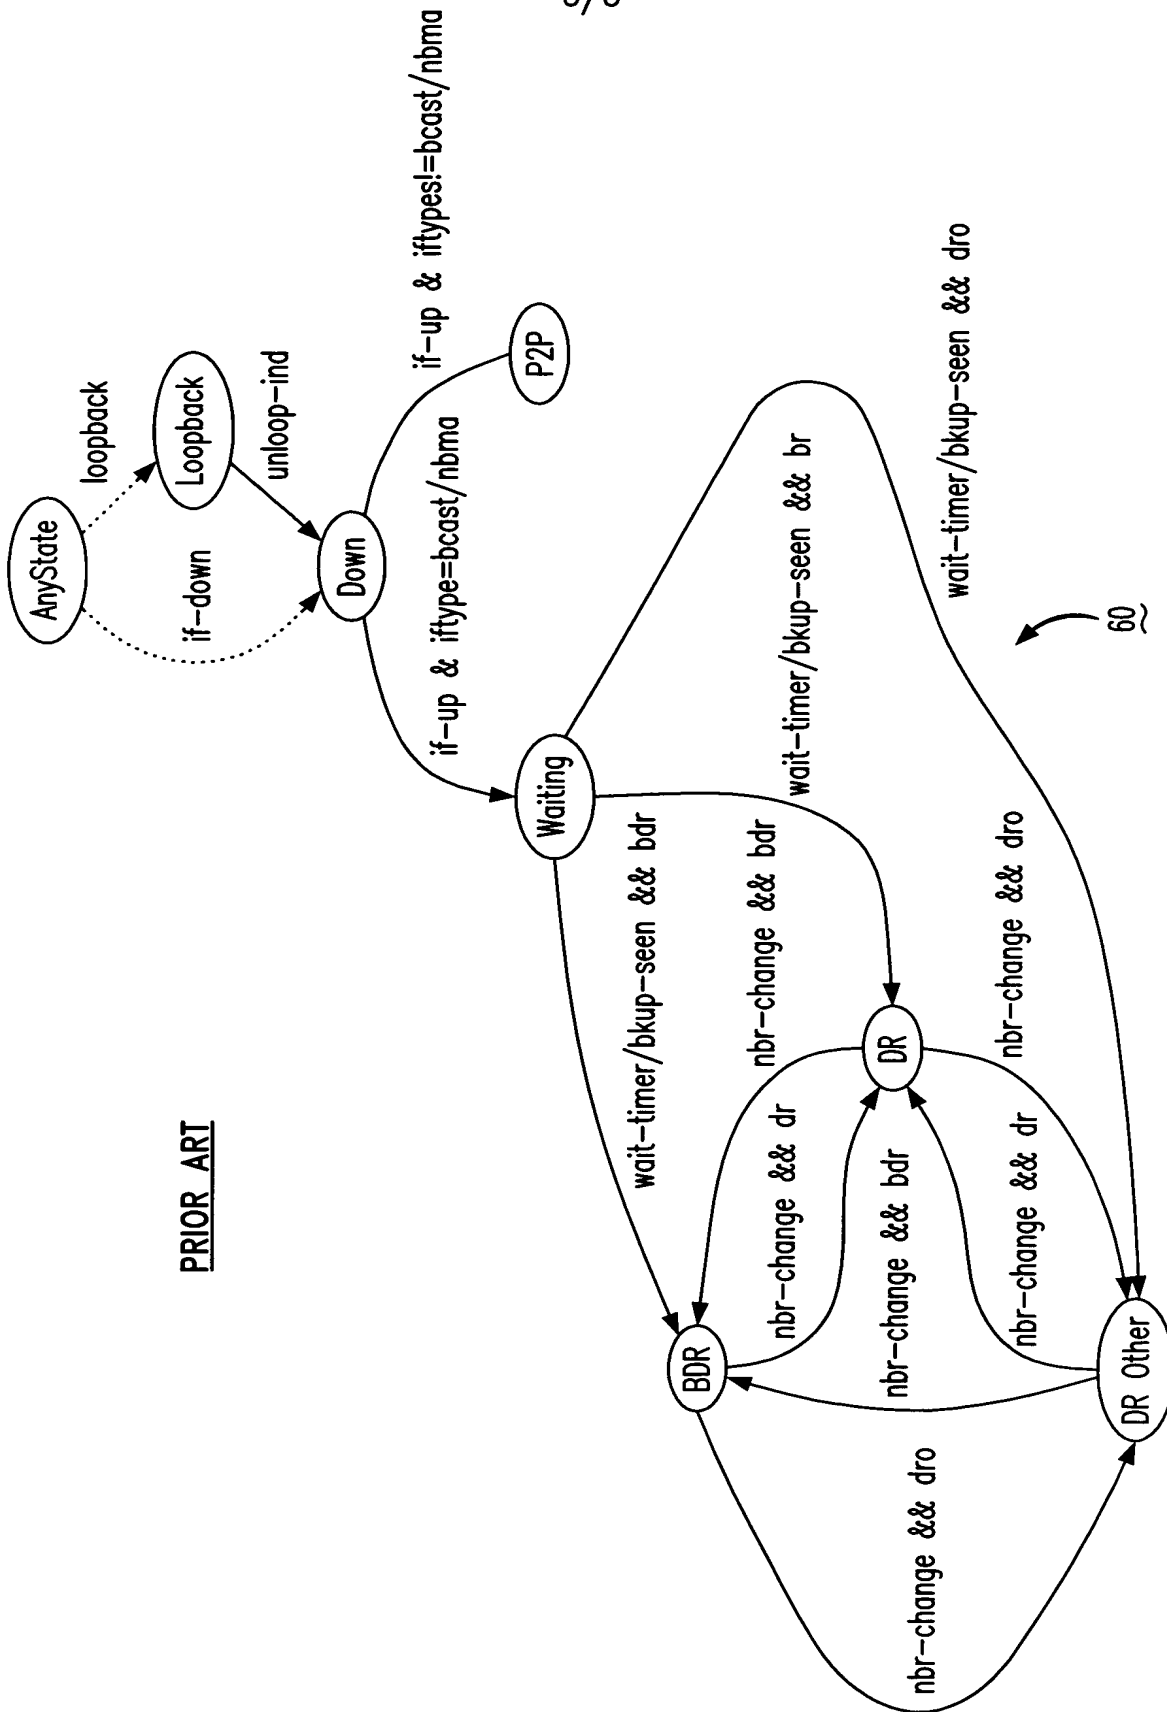 PRIOR ART
AnyState
loopback
Loopback
if-down
unloop-ind
Down
if-up & iftype=bcast/nbma
if-up & iftypes!=bcast/nbma
P2P
Waiting
wait-timer/bkup-seen && bdr
wait-timer/bkup-seen && br
wait-timer/bkup-seen && dro
nbr-change && bdr
DR
nbr-change && dr
BDR
nbr-change && bdr
nbr-change && dro
nbr-change && dr
nbr-change && dro
DR Other
60